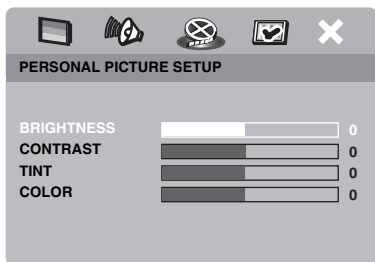 PERSONAL PICTURE SETUP
BRIGHTNESS 0
CONTRAST 0
TINT 0
COLOR 0